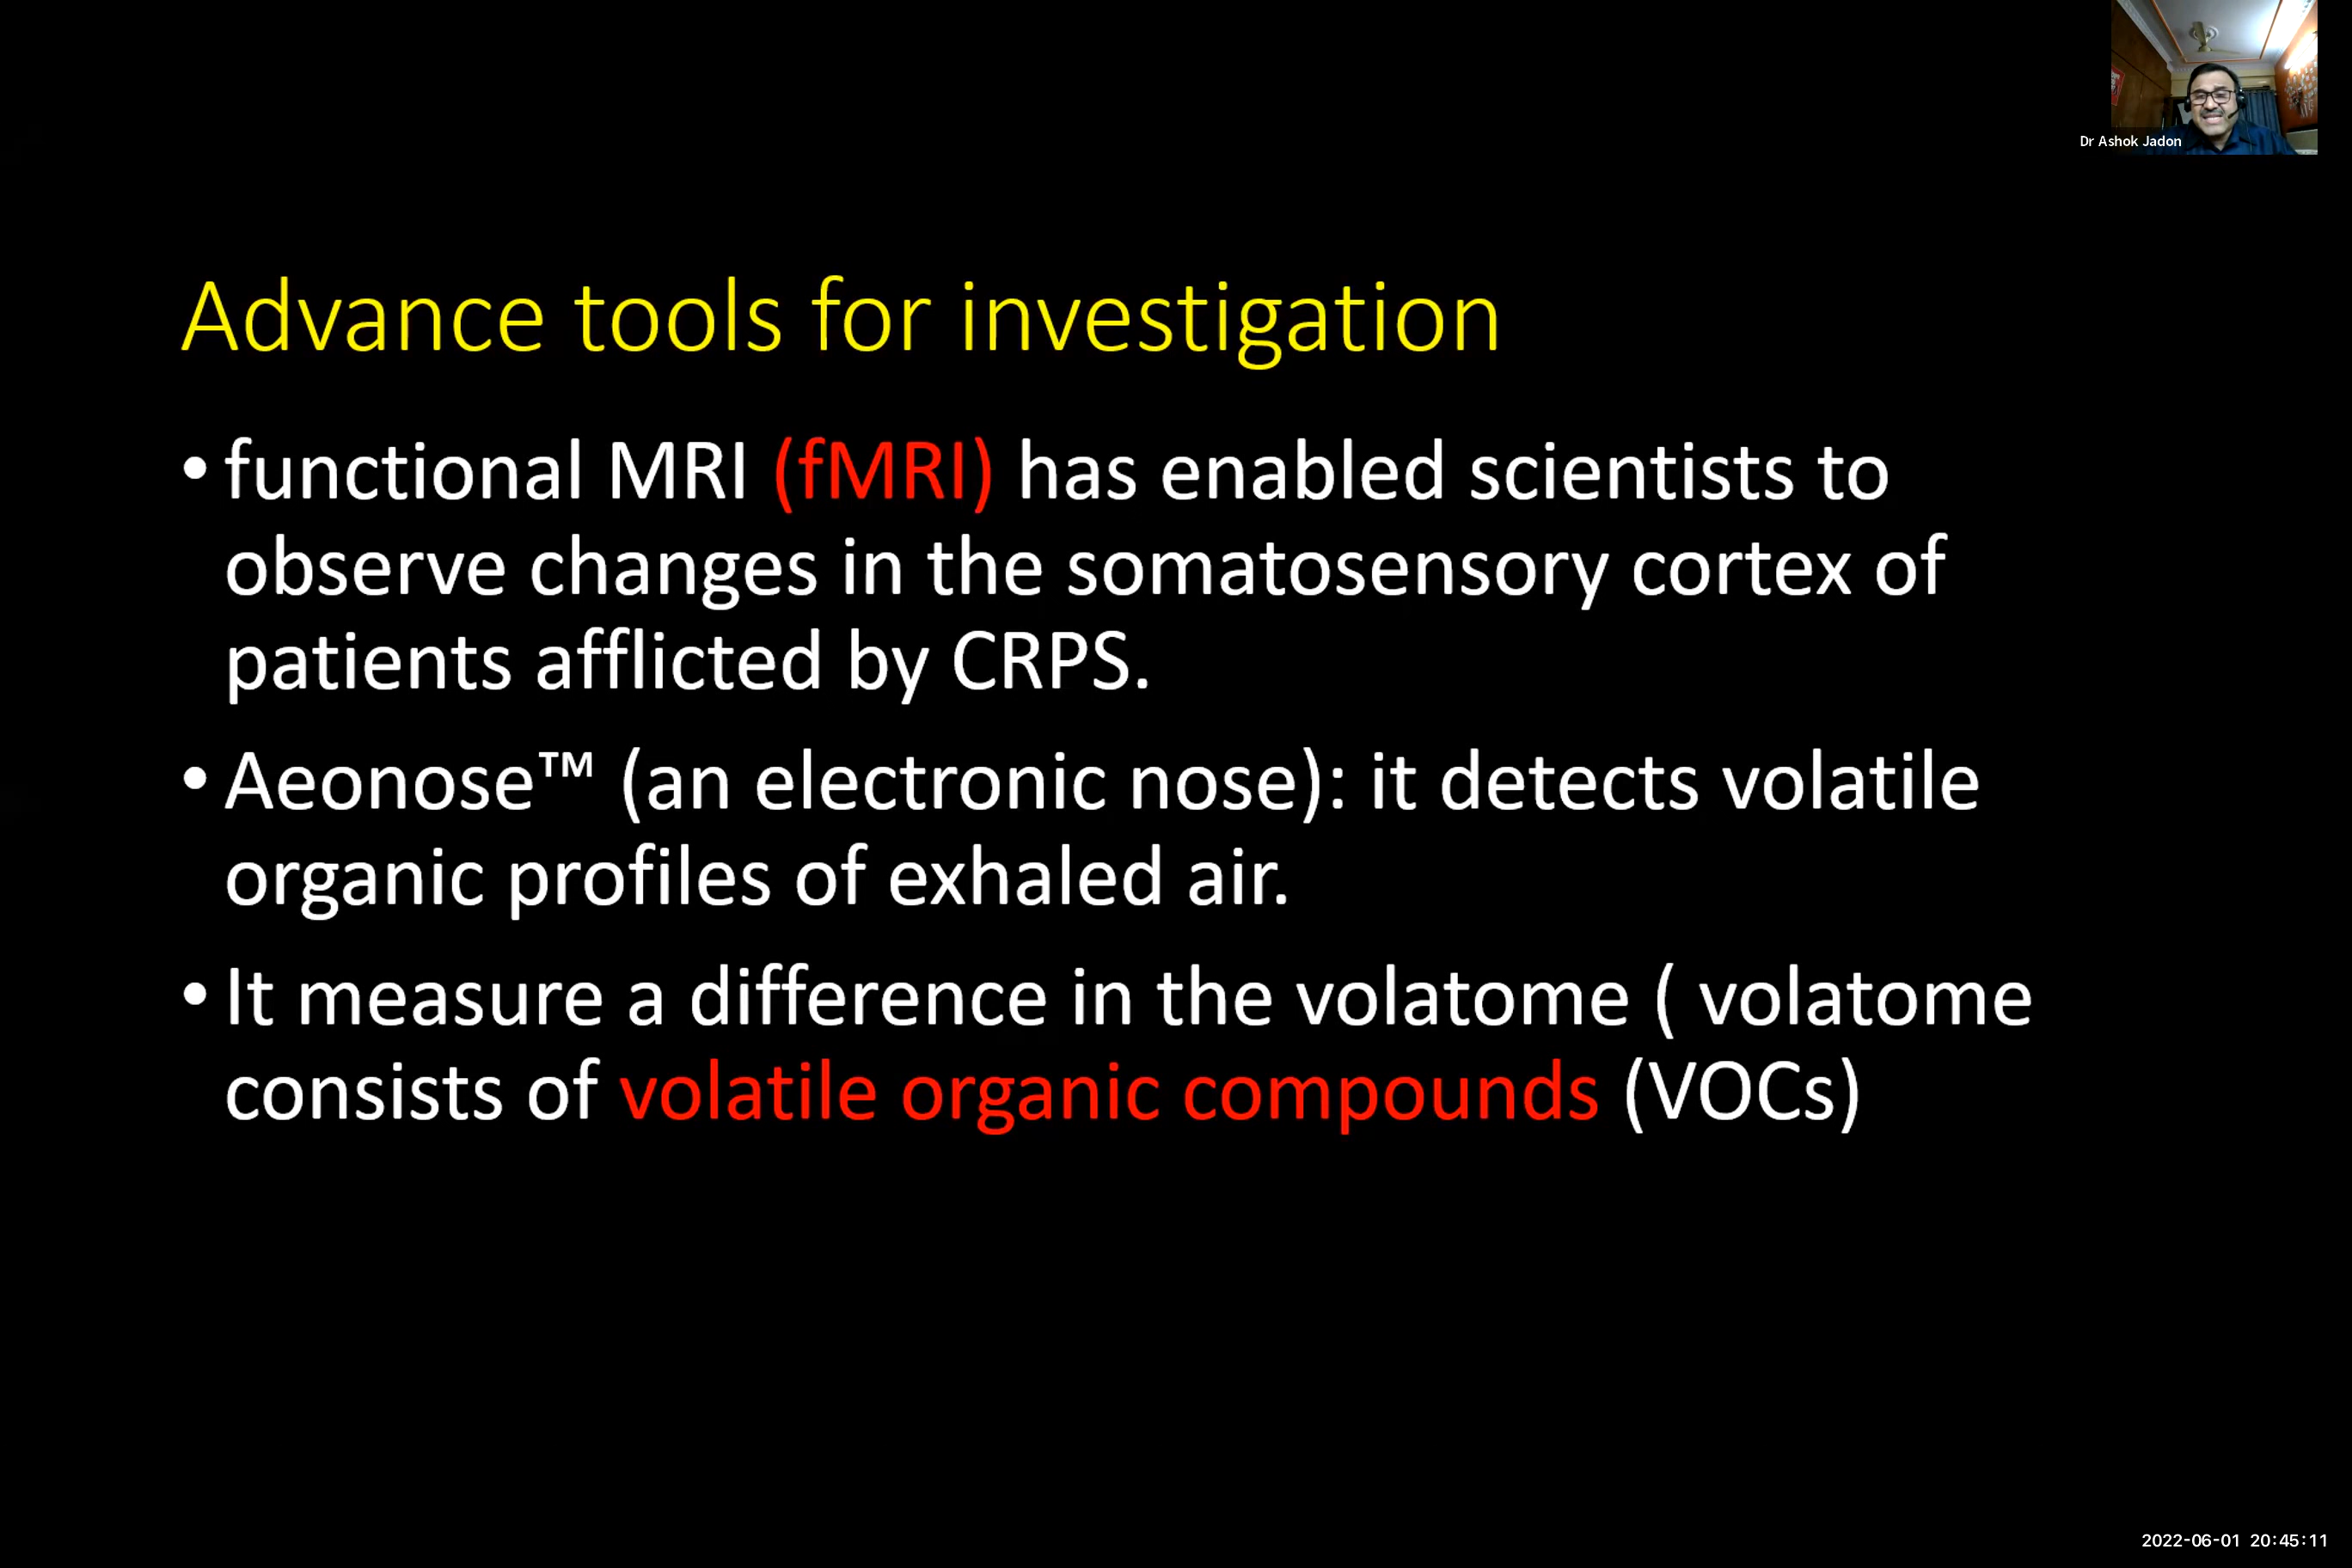 Dr Ashok Jadon
Advance tools for investigation
• functional MRI (fMRI) has enabled scientists to
observe changes in the somatosensory cortex of
patients afflicted by CRPS.
• Aeonose™ (an electronic nose): it detects volatile
organic profiles of exhaled air.
• It measure a difference in the volatome ( volatome
consists of volatile organic compounds (VOCs)
2022-06-01 20:45:11